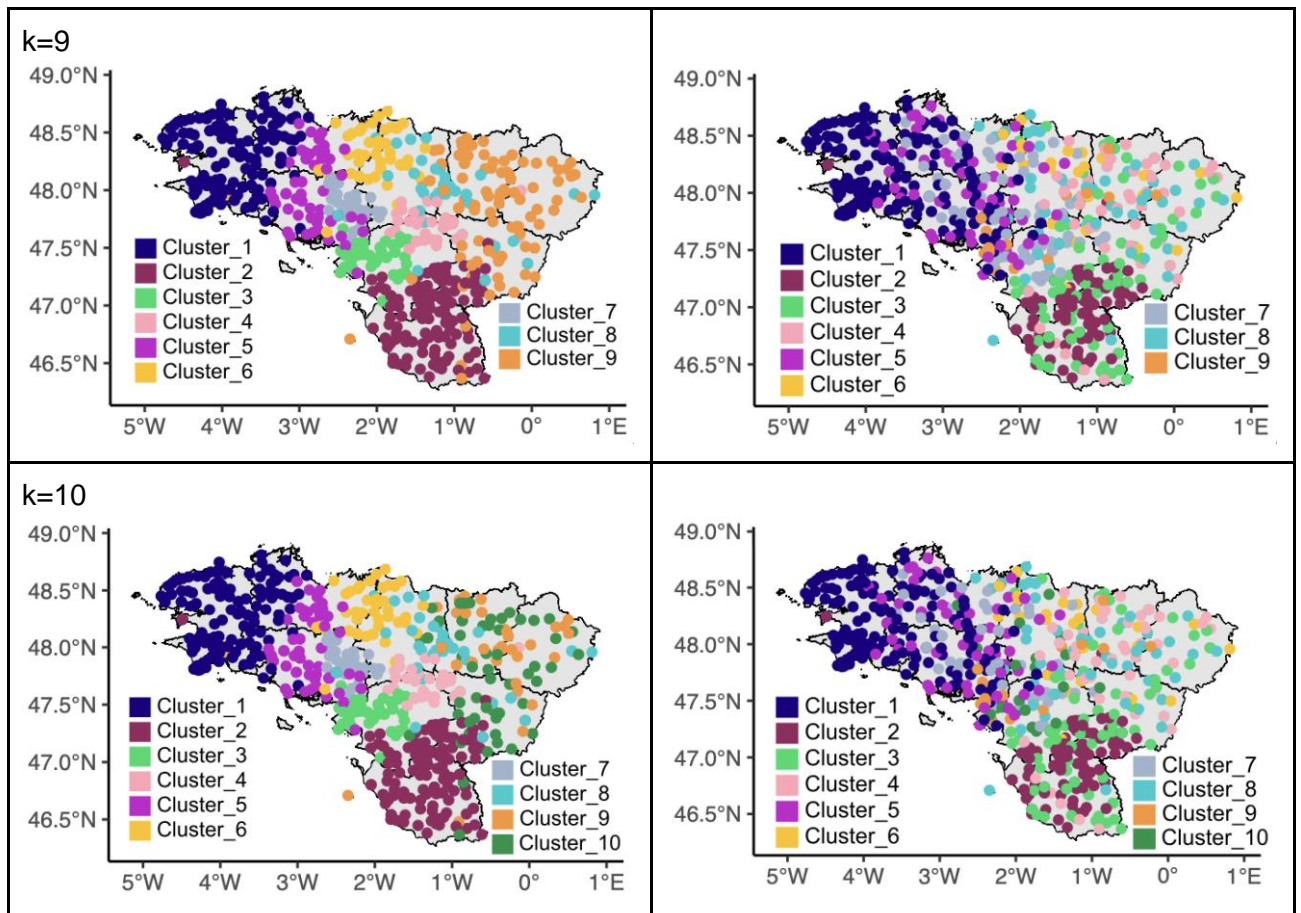 k=9
49.0°N
48.5°N
48.0°N
47.5°N
47.0°N
46.5°N
Cluster_1
Cluster_2
Cluster_3
Cluster_4
Cluster_5
Cluster_6
Cluster_7
Cluster_8
Cluster_9
5°W 4°W 3°W 2°W 1°W 0° 1°E
49.0°N
48.5°N
48.0°N
47.5°N
47.0°N
46.5°N
Cluster_1
Cluster_2
Cluster_3
Cluster_4
Cluster_5
Cluster_6
Cluster_7
Cluster_8
Cluster_9
5°W 4°W 3°W 2°W 1°W 0° 1°E
k=10
49.0°N
48.5°N
48.0°N
47.5°N
47.0°N
46.5°N
Cluster_1
Cluster_2
Cluster_3
Cluster_4
Cluster_5
Cluster_6
Cluster_7
Cluster_8
Cluster_9
Cluster_10
5°W 4°W 3°W 2°W 1°W 0° 1°E
49.0°N
48.5°N
48.0°N
47.5°N
47.0°N
46.5°N
Cluster_1
Cluster_2
Cluster_3
Cluster_4
Cluster_5
Cluster_6
Cluster_7
Cluster_8
Cluster_9
Cluster_10
5°W 4°W 3°W 2°W 1°W 0° 1°E